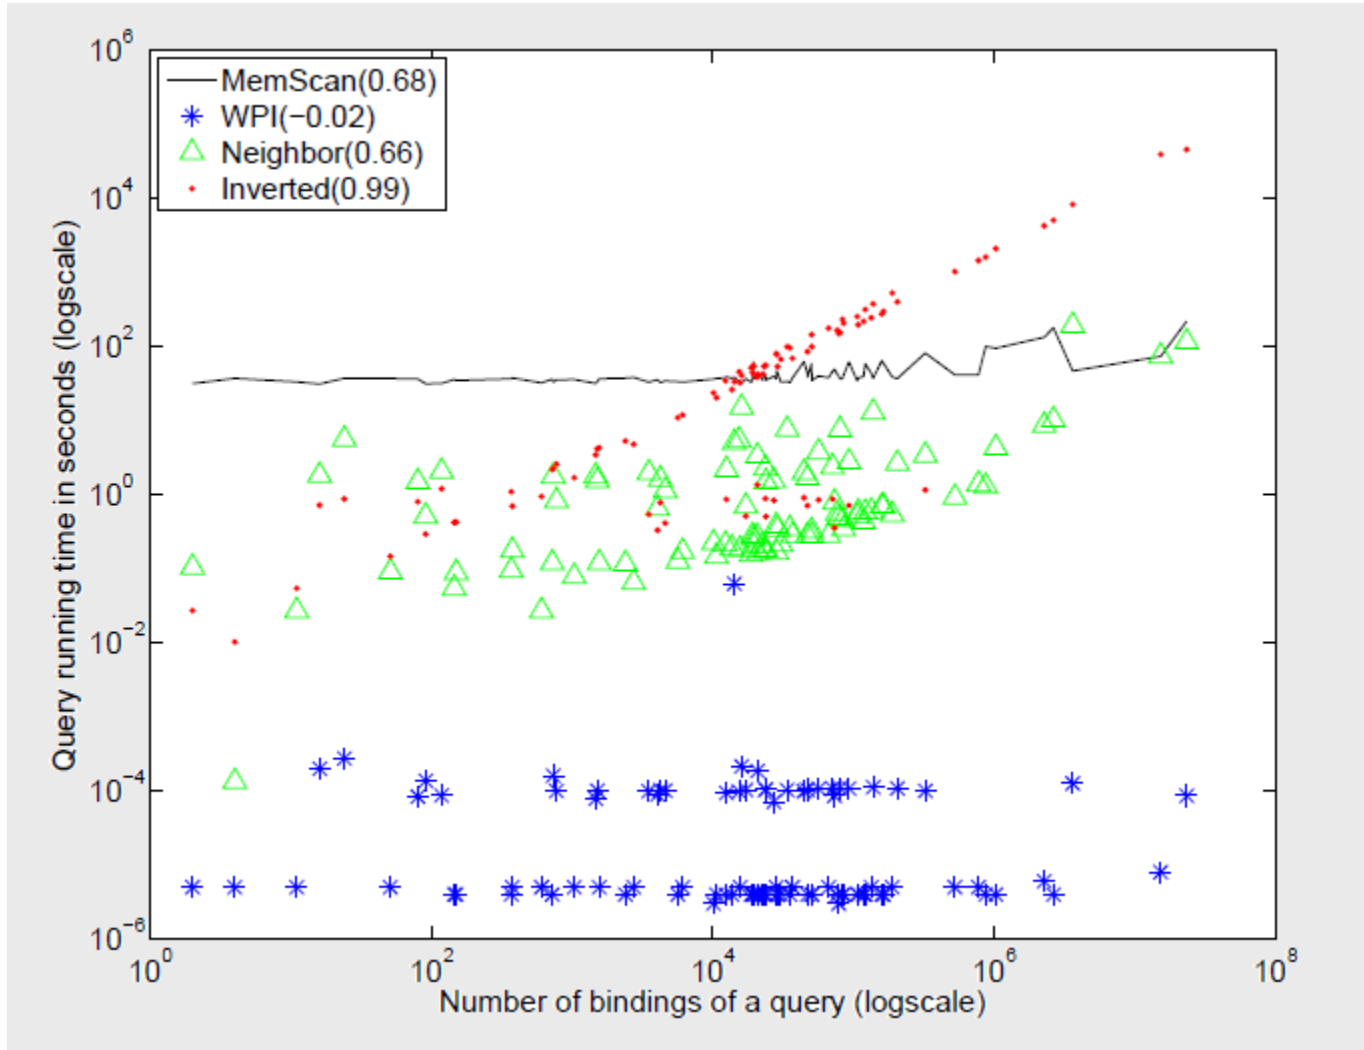 MemScan(0.68)
WPI(−0.02)
Neighbor(0.66)
Inverted(0.99)
Query running time in seconds (logscale)
10^6
10^4
10^2
10^0
10^−2
10^−4
10^−6
10^0 10^2 10^4 10^6 10^8
Number of bindings of a query (logscale)